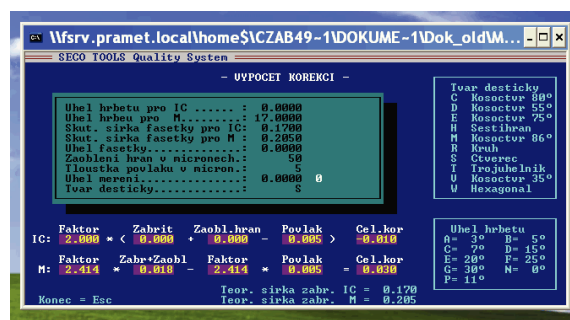 \\fsrv.pramet.local\home$\CZAB49~1\DOKUME~1\Dok_old\M...
SECO TOOLS Quality System
- VYPOCET KOREKCI -
Uhel hrbetu pro IC ...... : 0.0000
Uhel hrbeu pro M.........: 17.0000
Skut. sirka fasetky pro IC: 0.1700
Skut. sirka fasetky pro M : 0.2050
Uhel fasetky..............: 0.0000
Zaobleni hran v micronech.: 50
Tloustka povlaku v micron.: 5
Uhel mereni...............: 0.0000 0
Tvar desticky.............: S
Tvar desticky
C Kosoctvr 80°
D Kosoctvr 55°
E Kosoctvr 75°
H Sestihran
M Kosoctvr 86°
R Kruh
S Ctverec
T Trojuhelnik
V Kosoctvr 35°
W Hexagonal
Faktor Zabrit Zaobl.hran Povlak Cel.kor
IC: 2.000 * ( 0.000 + 0.000 - 0.005 ) -0.010
Faktor Zabr+Zaobl Faktor Povlak Cel.kor
M: 2.414 * 0.018 - 2.414 * 0.005 = 0.030
Uhel hrbetu
A= 3° B= 5°
C= 7° D= 15°
E= 20° F= 25°
G= 30° N= 0°
P= 11°
Teor. sirka zabr. IC = 0.170
Konec = Esc Teor. sirka zabr. M = 0.205